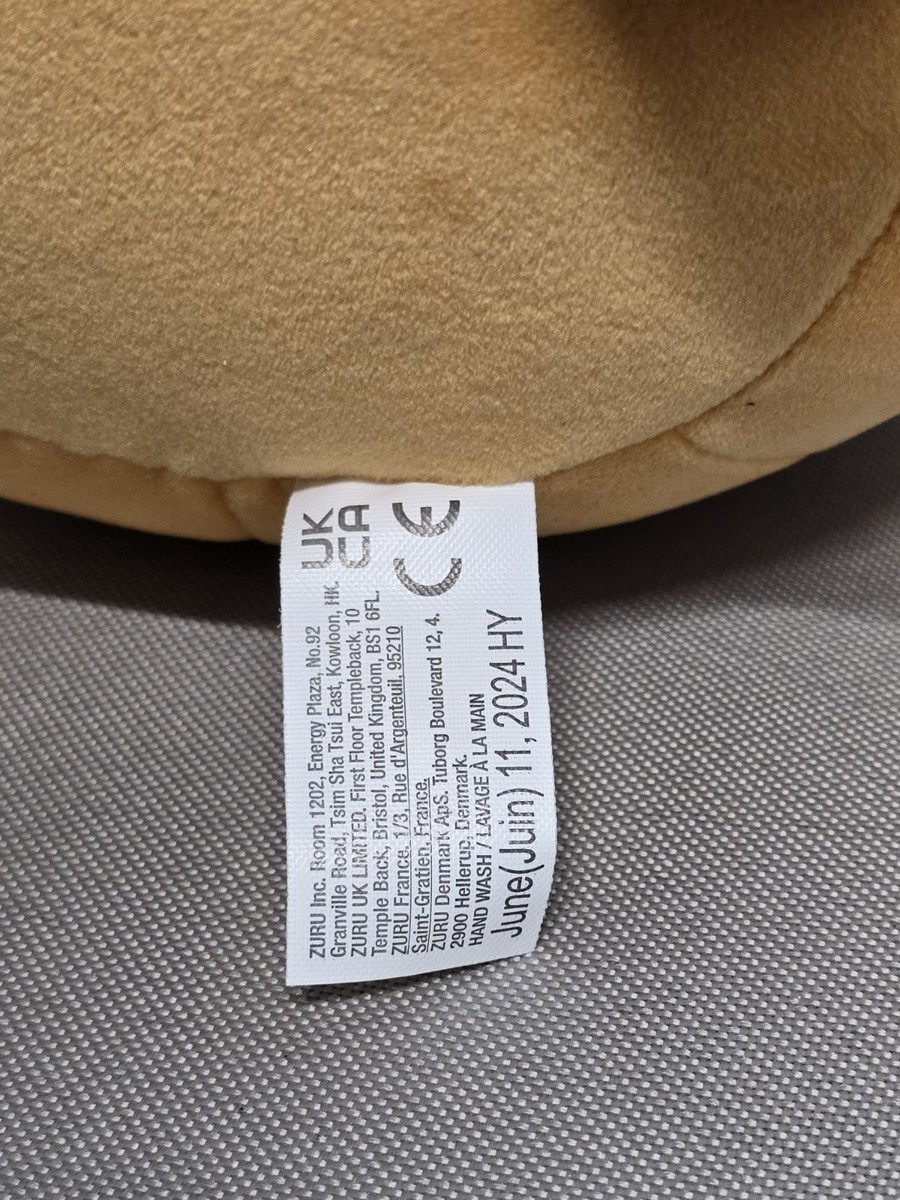 ZURU Inc. Room 1202, Energy Plaza, No.92
Granville Road, Tsim Sha Tsui East, Kowloon, HK.
ZURU UK LIMITED. First Floor Templeback, 10
Temple Back, Bristol, United Kingdom, BS1 6FL.
ZURU France. 1/3, Rue d'Argenteuil, 95210
Saint-Gratien, France.
ZURU Denmark ApS. Tuborg Boulevard 12, 4.
2900 Hellerup, Denmark.
HAND WASH / LAVAGE À LA MAIN
June(Juin) 11, 2024 HY
UK
CA
CE